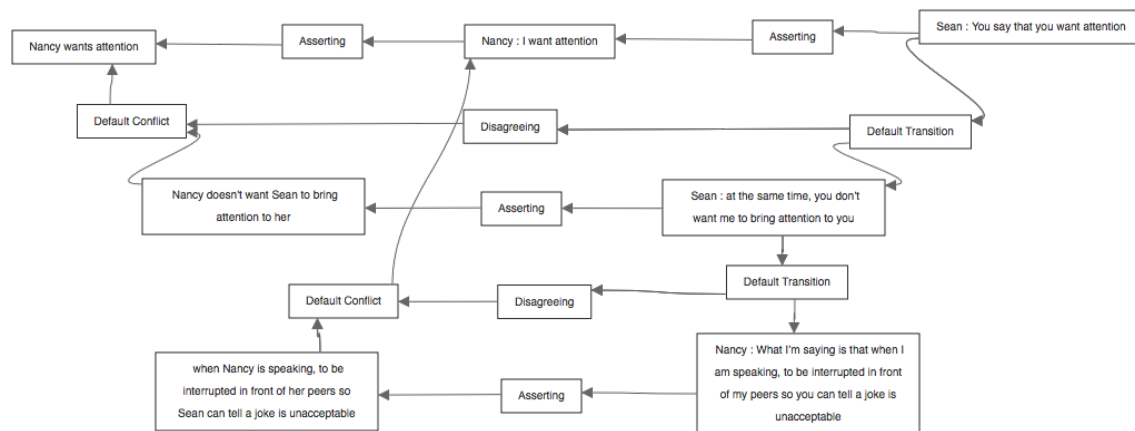 Nancy wants attention
Asserting
Nancy : I want attention
Asserting
Sean : You say that you want attention
Default Conflict
Disagreeing
Default Transition
Nancy doesn't want Sean to bring
attention to her
Asserting
Sean : at the same time, you don't
want me to bring attention to you
Default Transition
Default Conflict
Disagreeing
when Nancy is speaking, to be
interrupted in front of her peers so
Sean can tell a joke is unacceptable
Asserting
Nancy : What I'm saying is that when I
am speaking, to be interrupted in front
of my peers so you can tell a joke is
unacceptable